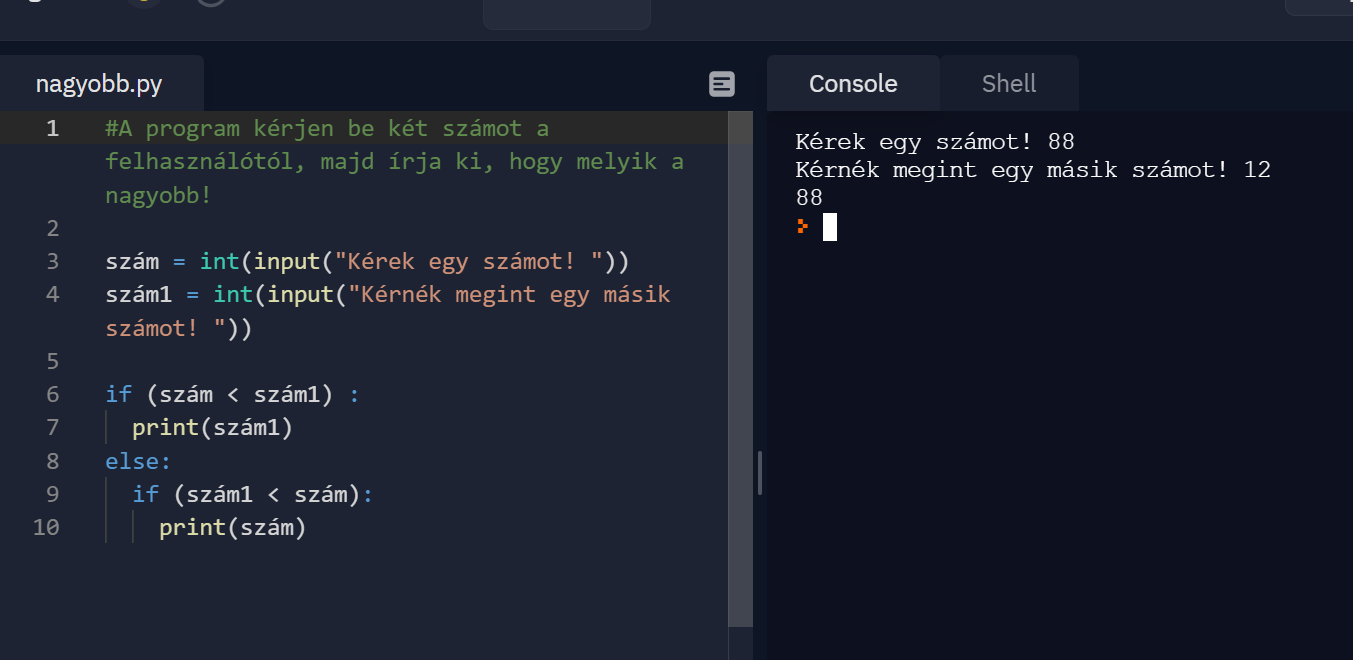 nagyobb.py
1 #A program kérjen be két számot a
felhasználótól, majd írja ki, hogy melyik a
nagyobb!
2
3 szám = int(input("Kérek egy számot! "))
4 szám1 = int(input("Kérnék megint egy másik
számot! "))
5
6 if (szám < szám1) :
7 print(szám1)
8 else:
9 if (szám1 < szám):
10 print(szám)
Console Shell
Kérek egy számot! 88
Kérnék megint egy másik számot! 12
88